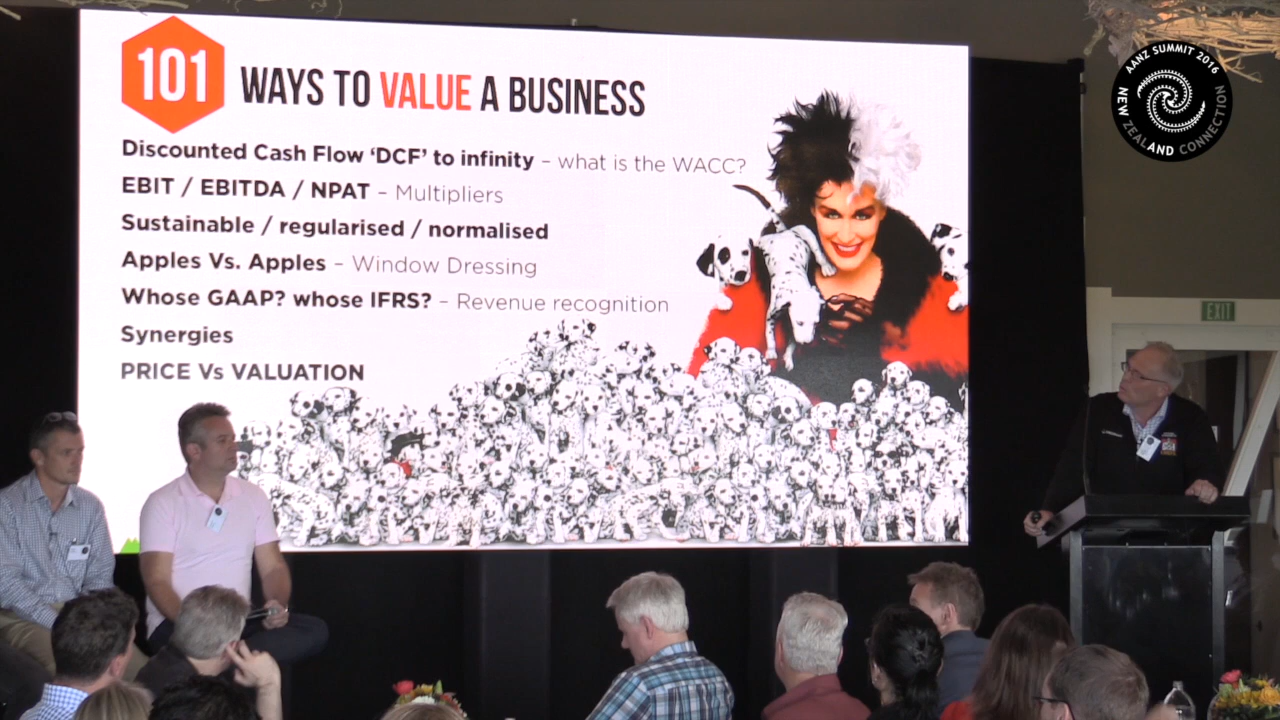 101 WAYS TO VALUE A BUSINESS
Discounted Cash Flow ‘DCF’ to infinity – what is the WACC?
EBIT / EBITDA / NPAT – Multipliers
Sustainable / regularised / normalised
Apples Vs. Apples – Window Dressing
Whose GAAP? whose IFRS? – Revenue recognition
Synergies
PRICE Vs VALUATION
AANZ SUMMIT 2016
NEW ZEALAND CONNECTION
EXIT